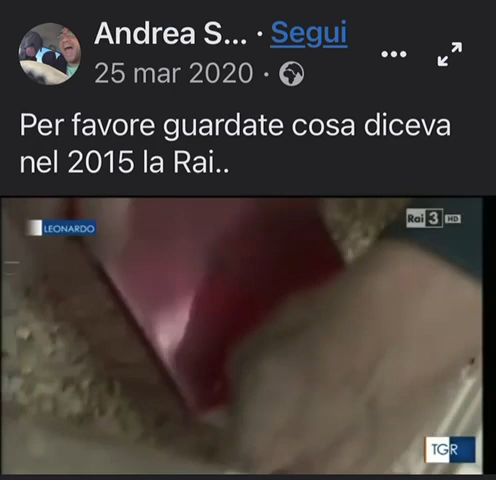 Andrea S... · Segui
25 mar 2020 ·
Per favore guardate cosa diceva
nel 2015 la Rai..
LEONARDO
Rai 3 HD
TGR